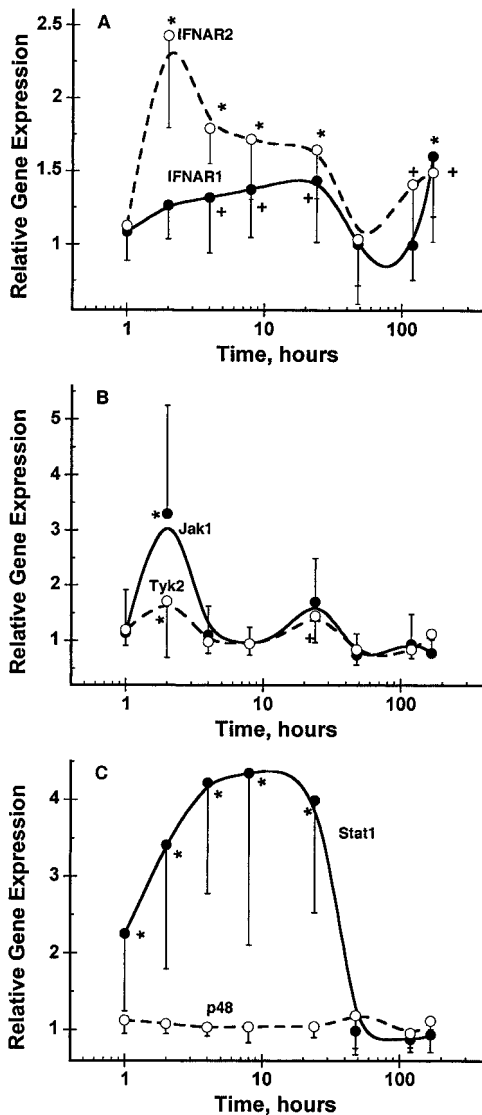 A
IFNAR2
IFNAR1
Relative Gene Expression
2.5
2
1.5
1
1 10 100
Time, hours
B
Jak1
Tyk2
Relative Gene Expression
5
4
3
2
1
1 10 100
Time, hours
C
Stat1
p48
Relative Gene Expression
4
3
2
1
1 10 100
Time, hours